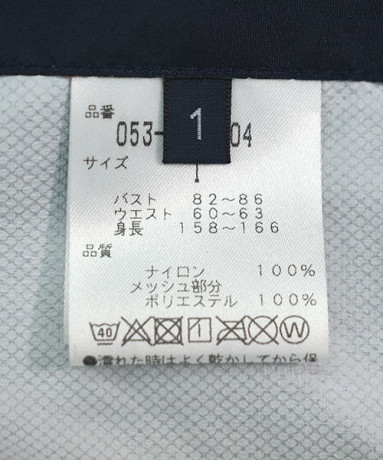 品番
053-
04
1
サイズ
バスト 82～86
ウエスト 60～63
身長 158～166
品質
ナイロン 100%
メッシュ部分
ポリエステル 100%
40
W
●濡れた時はよく乾かしてから保